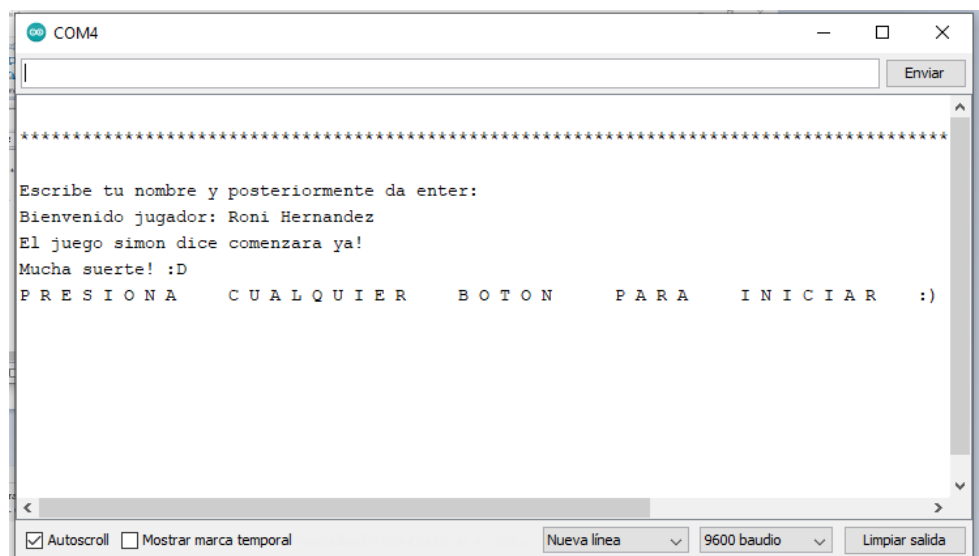 COM4
Enviar
*****************************************************************************************
Escribe tu nombre y posteriormente da enter:
Bienvenido jugador: Roni Hernandez
El juego simon dice comenzara ya!
Mucha suerte! :D
P R E S I O N A    C U A L Q U I E R    B O T O N    P A R A    I N I C I A R    :)
Autoscroll Mostrar marca temporal Nueva línea 9600 baudio Limpiar salida